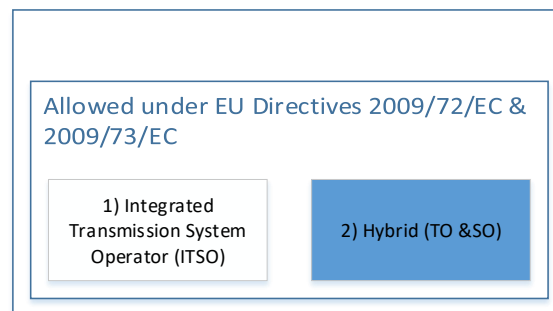 Allowed under EU Directives 2009/72/EC &
2009/73/EC
1) Integrated
Transmission System
Operator (ITSO)
2) Hybrid (TO &SO)